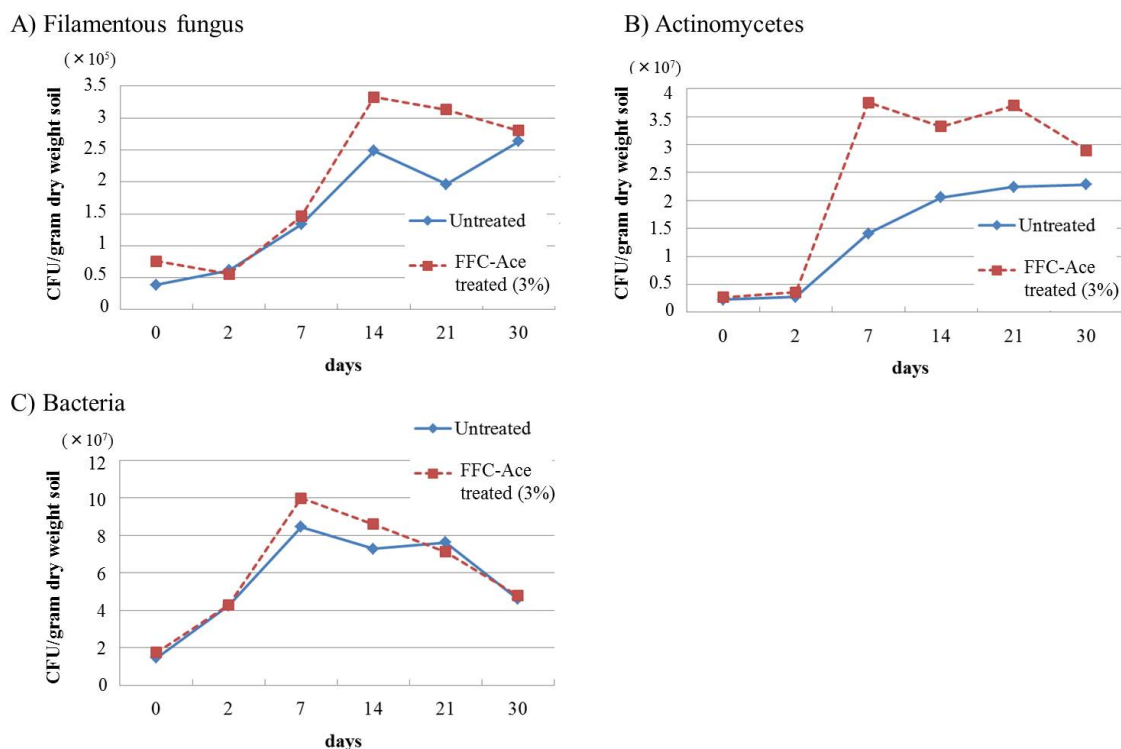 A) Filamentous fungus
(×10⁵)
CFU/gram dry weight soil
3.5
3
2.5
2
1.5
1
0.5
0
0 2 7 14 21 30
days
Untreated
FFC-Ace
treated (3%)
B) Actinomycetes
(×10⁷)
CFU/gram dry weight soil
4
3.5
3
2.5
2
1.5
1
0.5
0
0 2 7 14 21 30
days
Untreated
FFC-Ace
treated (3%)
C) Bacteria
(×10⁷)
CFU/gram dry weight soil
12
10
8
6
4
2
0
0 2 7 14 21 30
days
Untreated
FFC-Ace
treated (3%)